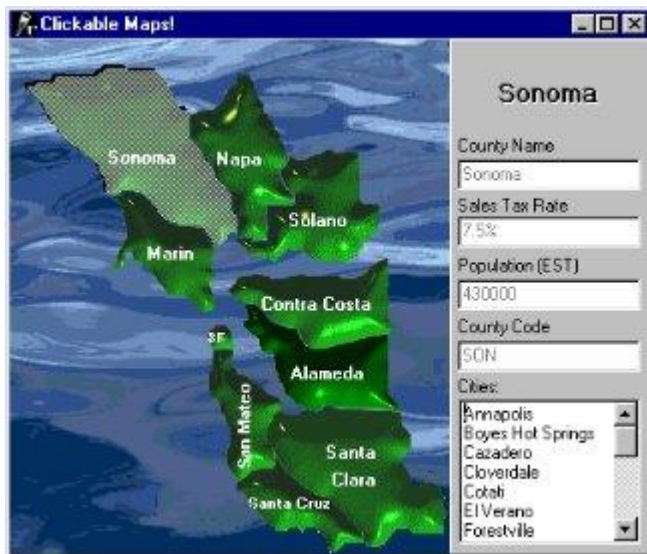 Clickable Maps!
Sonoma
Napa
Solano
Marin
Contra Costa
SF
Alameda
San Mateo
Santa
Clara
Santa Cruz
Sonoma
County Name
Sonoma
Sales Tax Rate
7.5%
Population (EST)
430000
County Code
SON
Cities:
Annapolis
Boyes Hot Springs
Cazadero
Cloverdale
Cotati
El Verano
Forestville